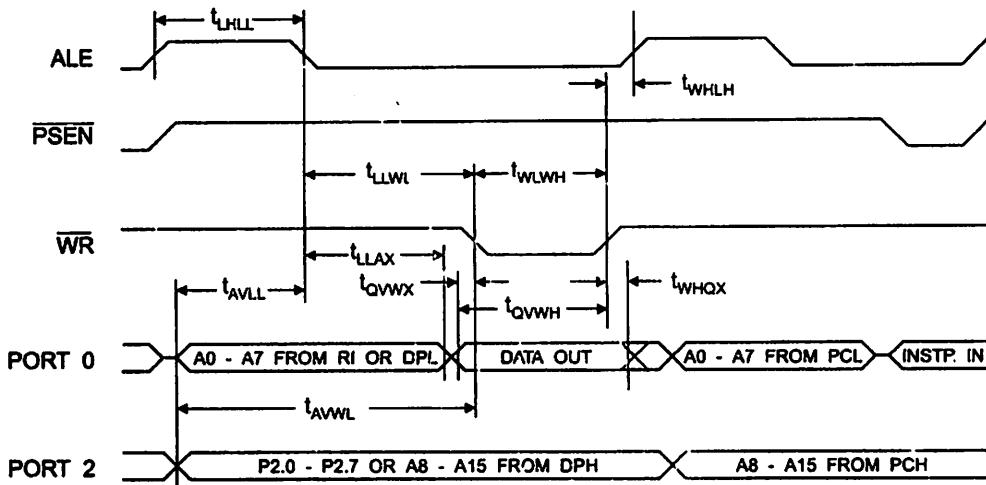 tLHLL
ALE
tWHLH
PSEN
tLLWL tWLWH
WR
tLLAX
tAVLL tQVWX tWHQX
tQVWH
PORT 0 A0 - A7 FROM RI OR DPL DATA OUT A0 - A7 FROM PCL INSTR. IN
tAVWL
PORT 2 P2.0 - P2.7 OR A8 - A15 FROM DPH A8 - A15 FROM PCH